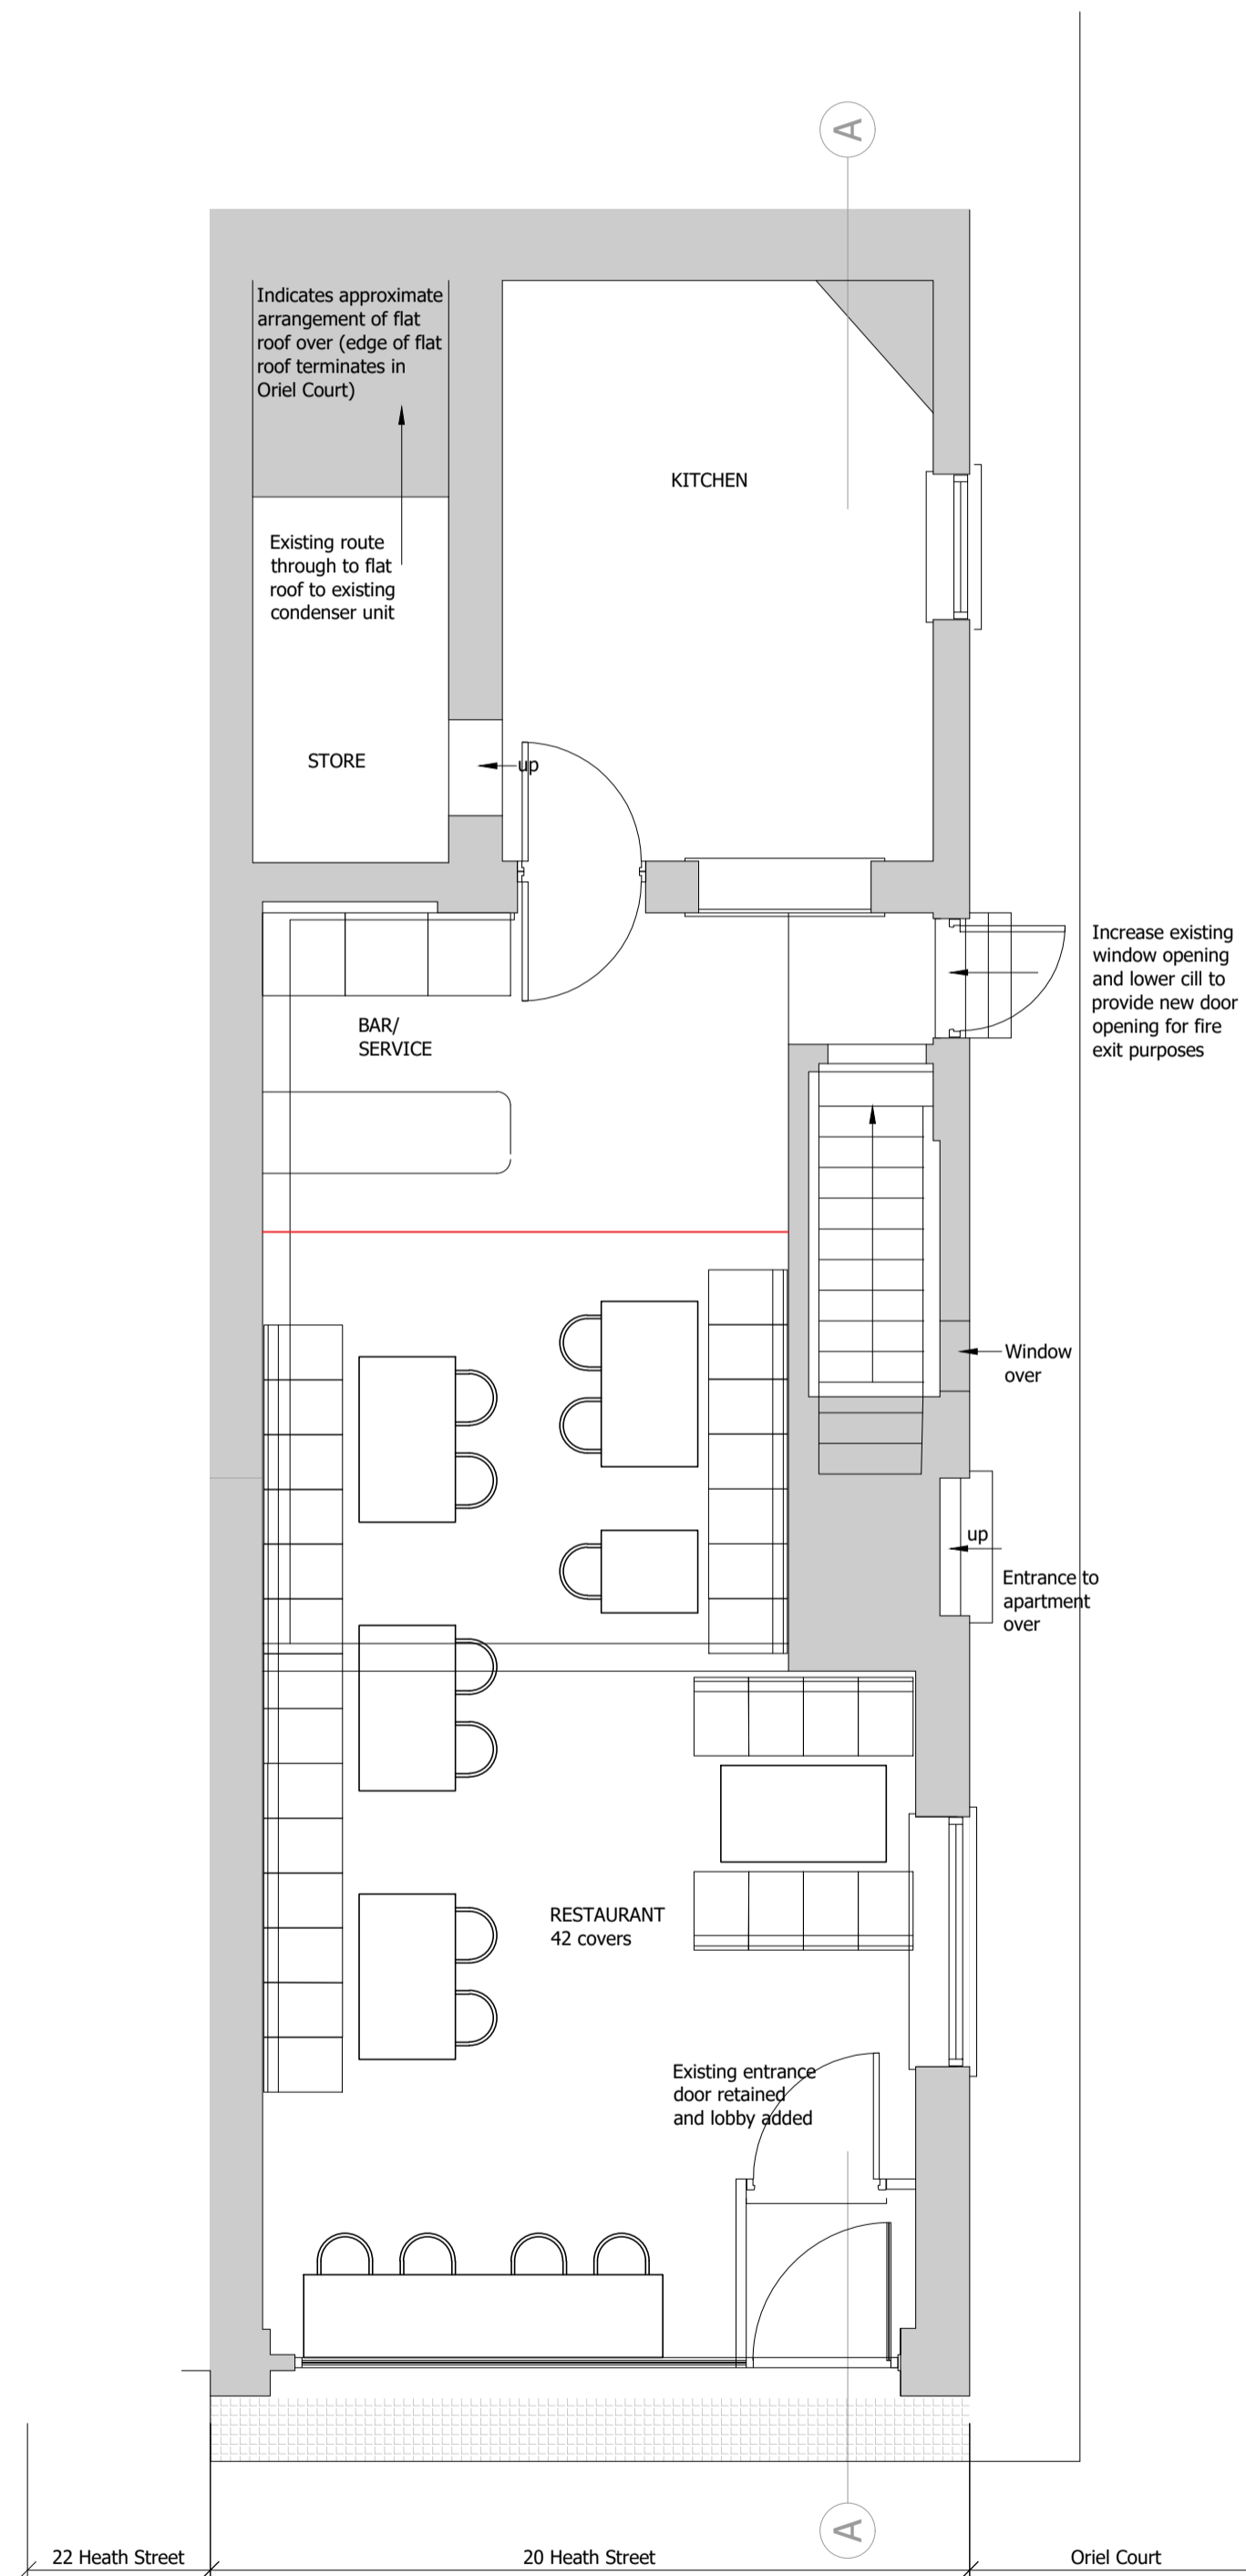 A
Indicates approximate
arrangement of flat
roof over (edge of flat
roof terminates in
Oriel Court)
KITCHEN
Existing route
through to flat
roof to existing
condenser unit
STORE
up
Increase existing
window opening
and lower cill to
provide new door
opening for fire
exit purposes
BAR/
SERVICE
Window
over
up
Entrance to
apartment
over
RESTAURANT
42 covers
Existing entrance
door retained
and lobby added
A
22 Heath Street
20 Heath Street
Oriel Court